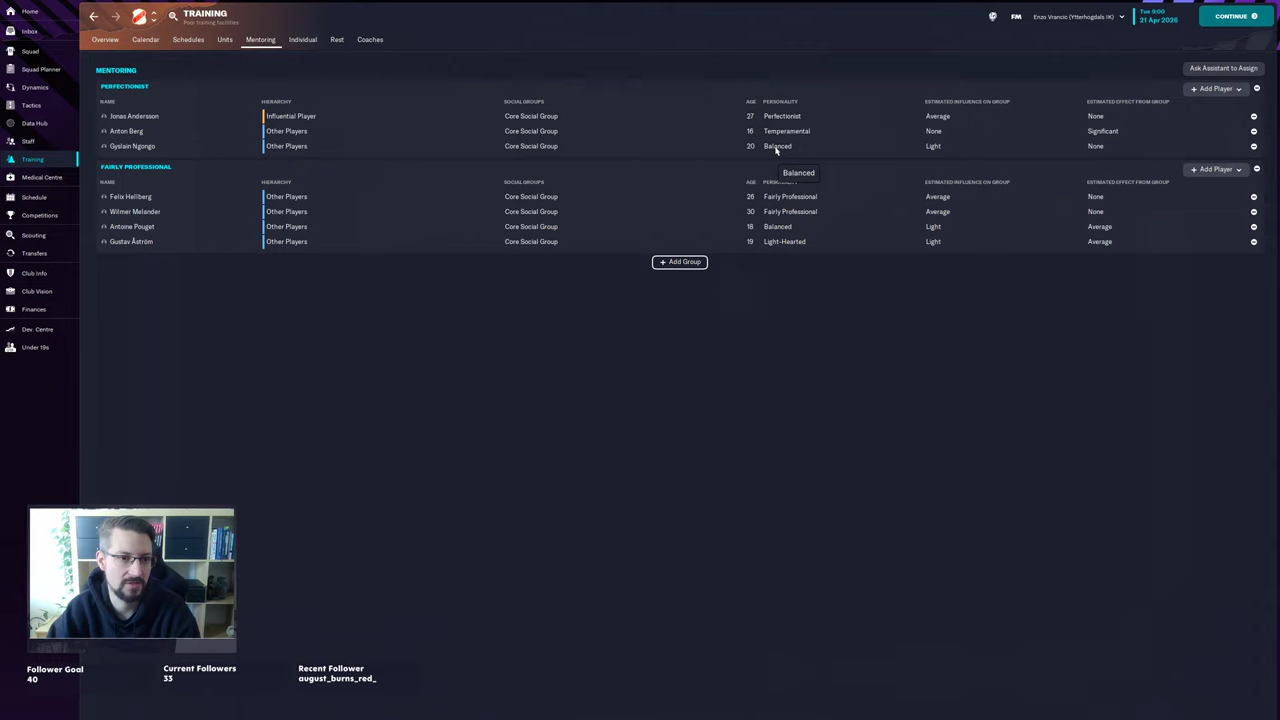 Home
Inbox
Squad
Squad Planner
Dynamics
Tactics
Data Hub
Staff
Training
Medical Centre
Schedule
Competitions
Scouting
Transfers
Club Info
Club Vision
Finances
Dev. Centre
Under 19s
TRAINING
Poor training facilities
FM
Enzo Vrancic (Ytterhogdals IK)
Tue 9:00
21 Apr 2026
CONTINUE
Overview Calendar Schedules Units Mentoring Individual Rest Coaches
MENTORING
Ask Assistant to Assign
PERFECTIONIST
+ Add Player
NAME HIERARCHY SOCIAL GROUPS AGE PERSONALITY ESTIMATED INFLUENCE ON GROUP ESTIMATED EFFECT FROM GROUP
Jonas Andersson Influential Player Core Social Group 27 Perfectionist Average None
Anton Berg Other Players Core Social Group 16 Temperamental None Significant
Gyslain Ngongo Other Players Core Social Group 20 Balanced Light None
Balanced
FAIRLY PROFESSIONAL
+ Add Player
NAME HIERARCHY SOCIAL GROUPS AGE ESTIMATED INFLUENCE ON GROUP ESTIMATED EFFECT FROM GROUP
Felix Hellberg Other Players Core Social Group 26 Fairly Professional Average None
Wilmer Melander Other Players Core Social Group 30 Fairly Professional Average None
Antoine Pouget Other Players Core Social Group 18 Balanced Light Average
Gustav Åström Other Players Core Social Group 19 Light-Hearted Light Average
+ Add Group
Follower Goal
40
Current Followers
33
Recent Follower
august_burns_red_